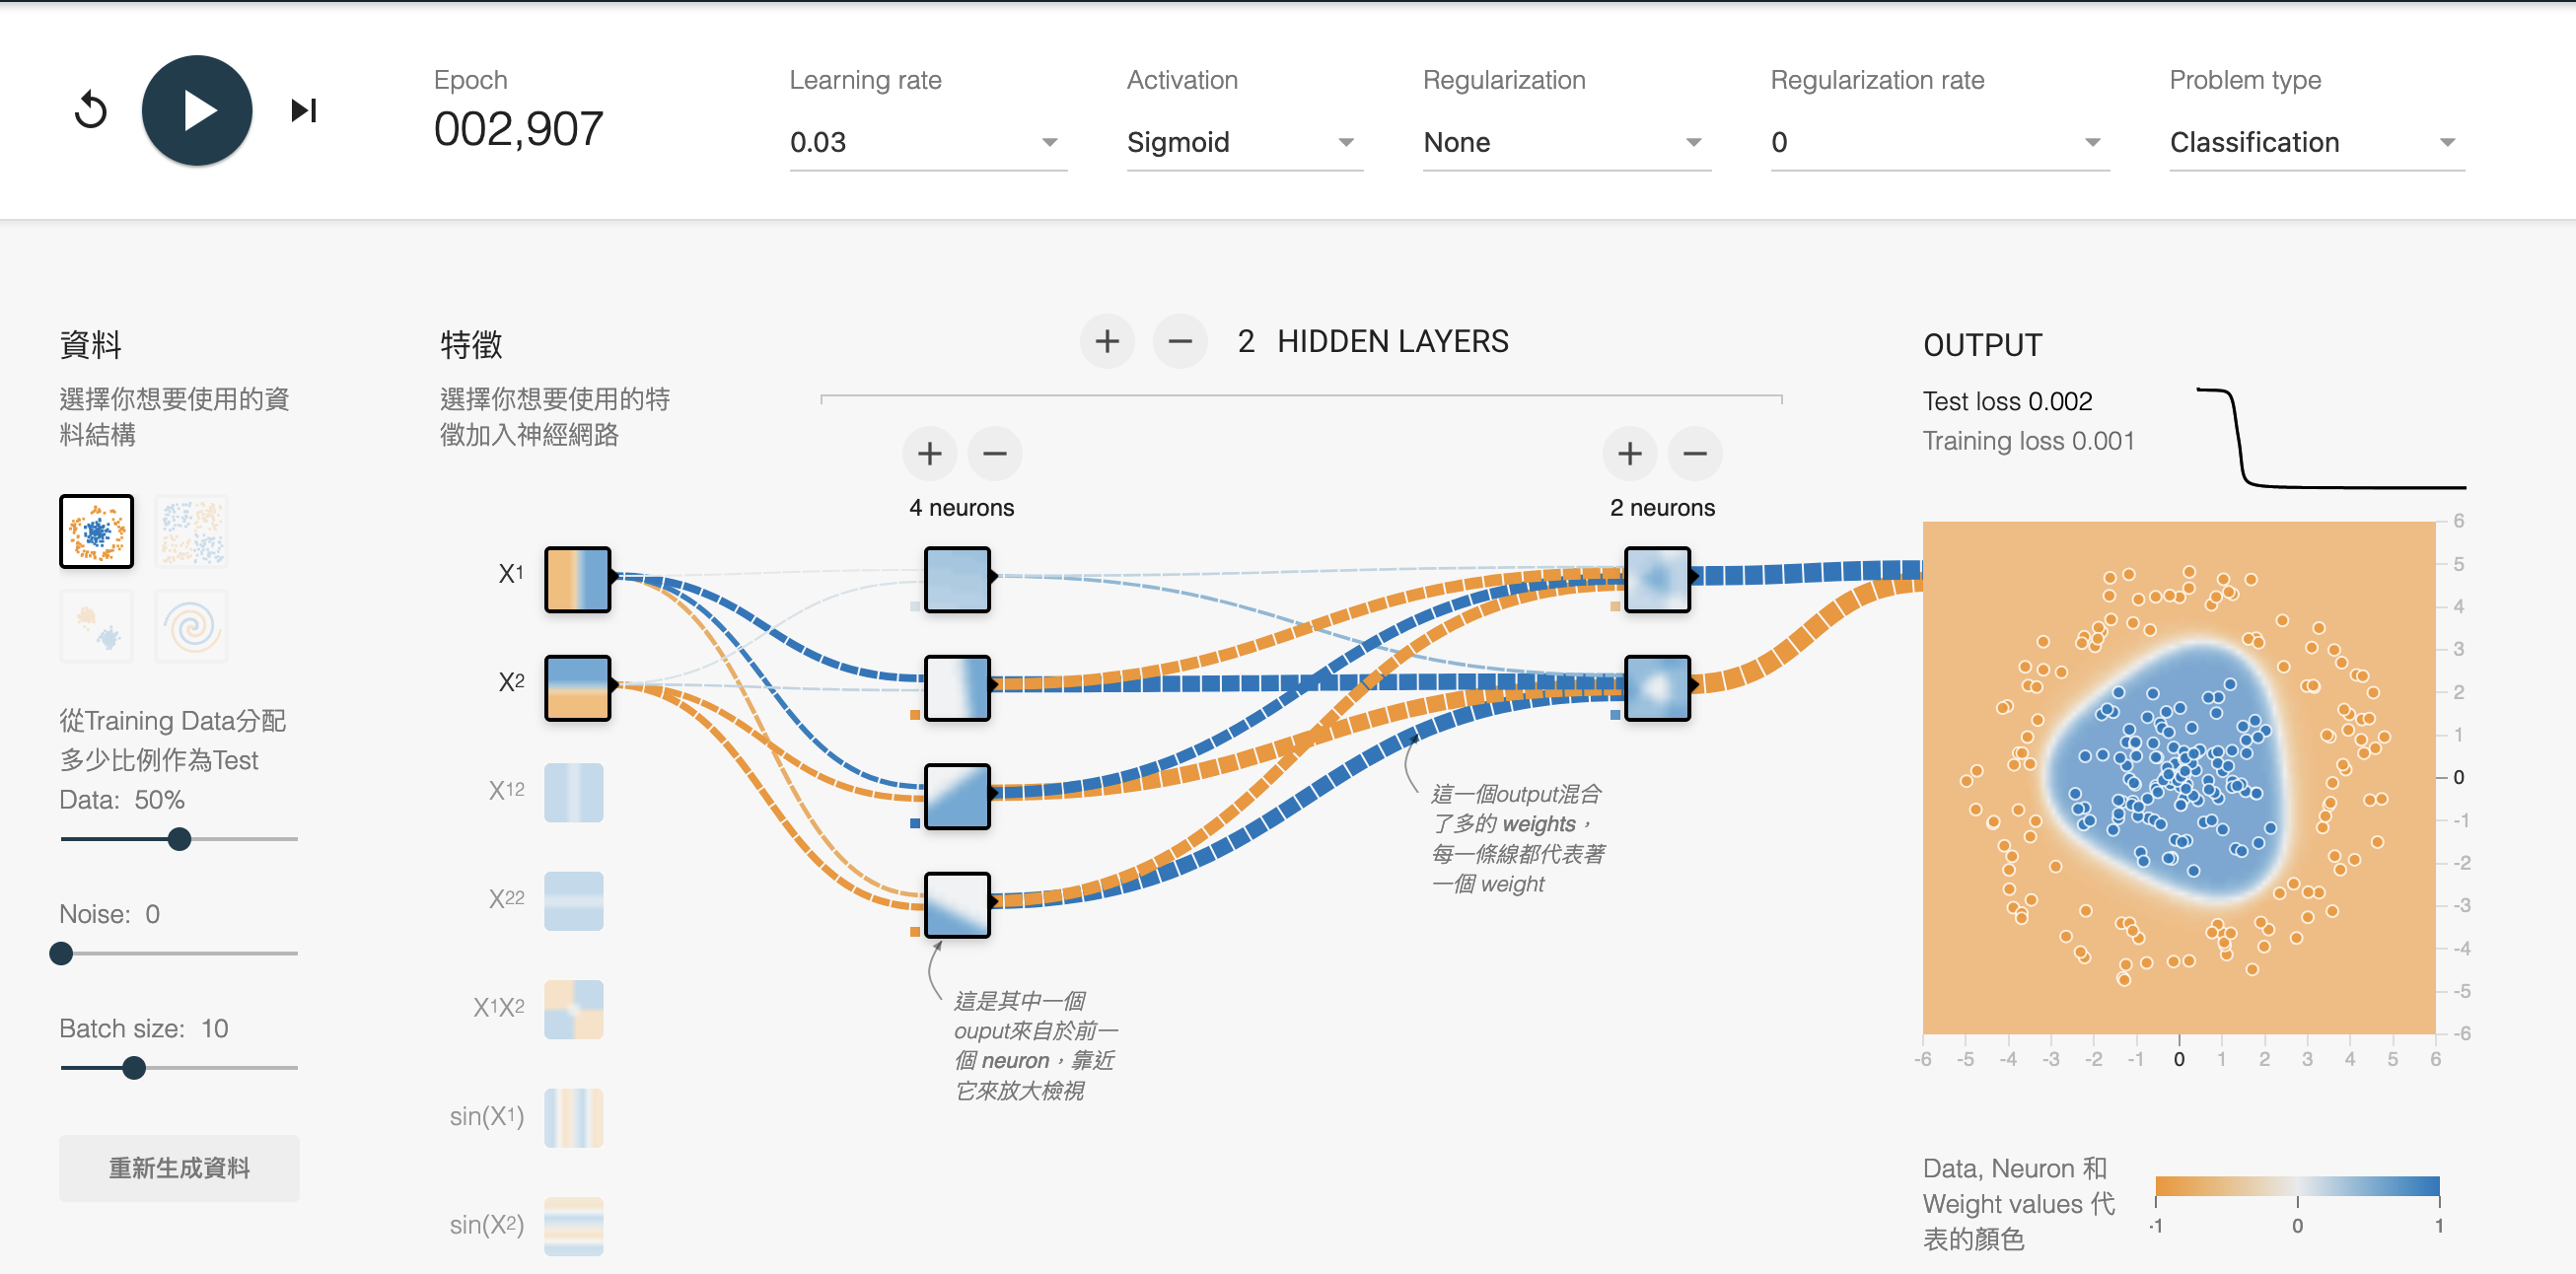 Epoch
002,907
Learning rate
0.03
Activation
Sigmoid
Regularization
None
Regularization rate
0
Problem type
Classification
資料
選擇你想要使用的資
料結構
從Training Data分配
多少比例作為Test
Data: 50%
Noise: 0
Batch size: 10
重新生成資料
特徵
選擇你想要使用的特
徵加入神經網路
X1
X2
X12
X22
X1X2
sin(X1)
sin(X2)
2 HIDDEN LAYERS
4 neurons
2 neurons
這是其中一個
ouput來自於前一
個 neuron，靠近
它來放大檢視
這一個output混合
了多的 weights，
每一條線都代表著
一個 weight
OUTPUT
Test loss 0.002
Training loss 0.001
6
5
4
3
2
1
0
-1
-2
-3
-4
-5
-6
-6 -5 -4 -3 -2 -1 0 1 2 3 4 5 6
Data, Neuron 和
Weight values 代
表的顏色
-1 0 1